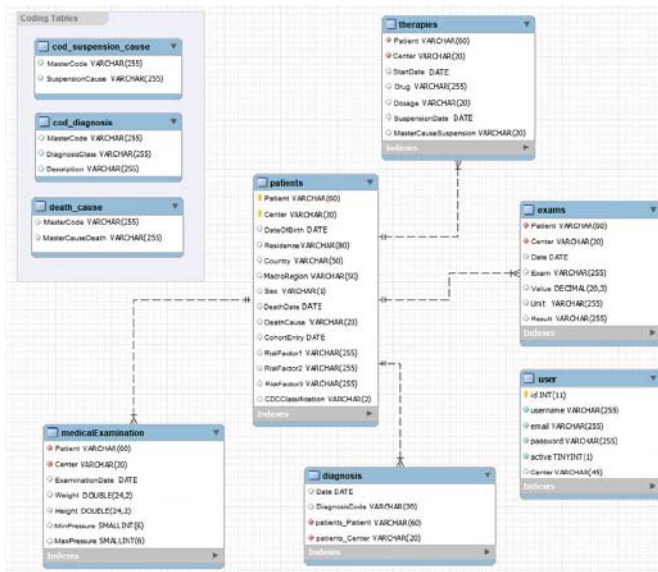 Coding Tables
cod_suspension_cause
MasterCode VARCHAR(255)
SuspensionCause VARCHAR(255)
cod_diagnosis
MasterCode VARCHAR(255)
DiagnosisClass VARCHAR(255)
Description VARCHAR(255)
death_cause
MasterCode VARCHAR(255)
MasterCauseDeath VARCHAR(255)
therapies
Patient VARCHAR(60)
Center VARCHAR(20)
StartDate DATE
Drug VARCHAR(255)
Dosage VARCHAR(20)
SuspensionDate DATE
MasterCauseSuspension VARCHAR(20)
Indexes
patients
Patient VARCHAR(60)
Center VARCHAR(20)
DateOfBirth DATE
Residence VARCHAR(80)
Country VARCHAR(50)
MacroRegion VARCHAR(50)
Sex VARCHAR(1)
DeathDate DATE
DeathCause VARCHAR(20)
CohortEntry DATE
RiskFactor1 VARCHAR(255)
RiskFactor2 VARCHAR(255)
RiskFactor3 VARCHAR(255)
CDCClassification VARCHAR(2)
Indexes
exams
Patient VARCHAR(60)
Center VARCHAR(20)
Date DATE
Exam VARCHAR(255)
Value DECIMAL(20,3)
Unit VARCHAR(255)
Result VARCHAR(255)
Indexes
user
id INT(11)
username VARCHAR(255)
email VARCHAR(255)
password VARCHAR(255)
active TINYINT(1)
Center VARCHAR(45)
Indexes
medicalExamination
Patient VARCHAR(60)
Center VARCHAR(20)
ExaminationDate DATE
Weight DOUBLE(24,2)
Height DOUBLE(24,2)
MinPressure SMALLINT(6)
MaxPressure SMALLINT(6)
Indexes
diagnosis
Date DATE
DiagnosisCode VARCHAR(20)
patients_Patient VARCHAR(60)
patients_Center VARCHAR(20)
Indexes